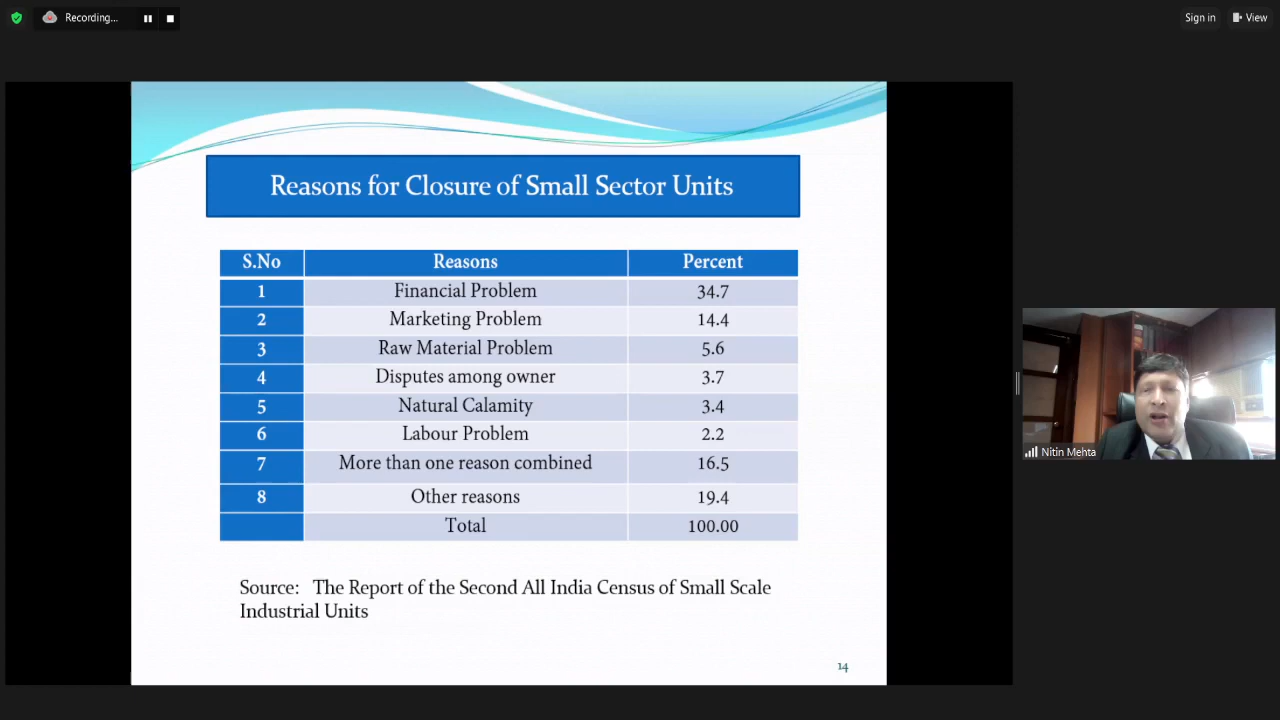 Recording...
Sign in
View
Reasons for Closure of Small Sector Units
S.No Reasons Percent
1 Financial Problem 34.7
2 Marketing Problem 14.4
3 Raw Material Problem 5.6
4 Disputes among owner 3.7
5 Natural Calamity 3.4
6 Labour Problem 2.2
7 More than one reason combined 16.5
8 Other reasons 19.4
Total 100.00
Source: The Report of the Second All India Census of Small Scale
Industrial Units
14
Nitin Mehta